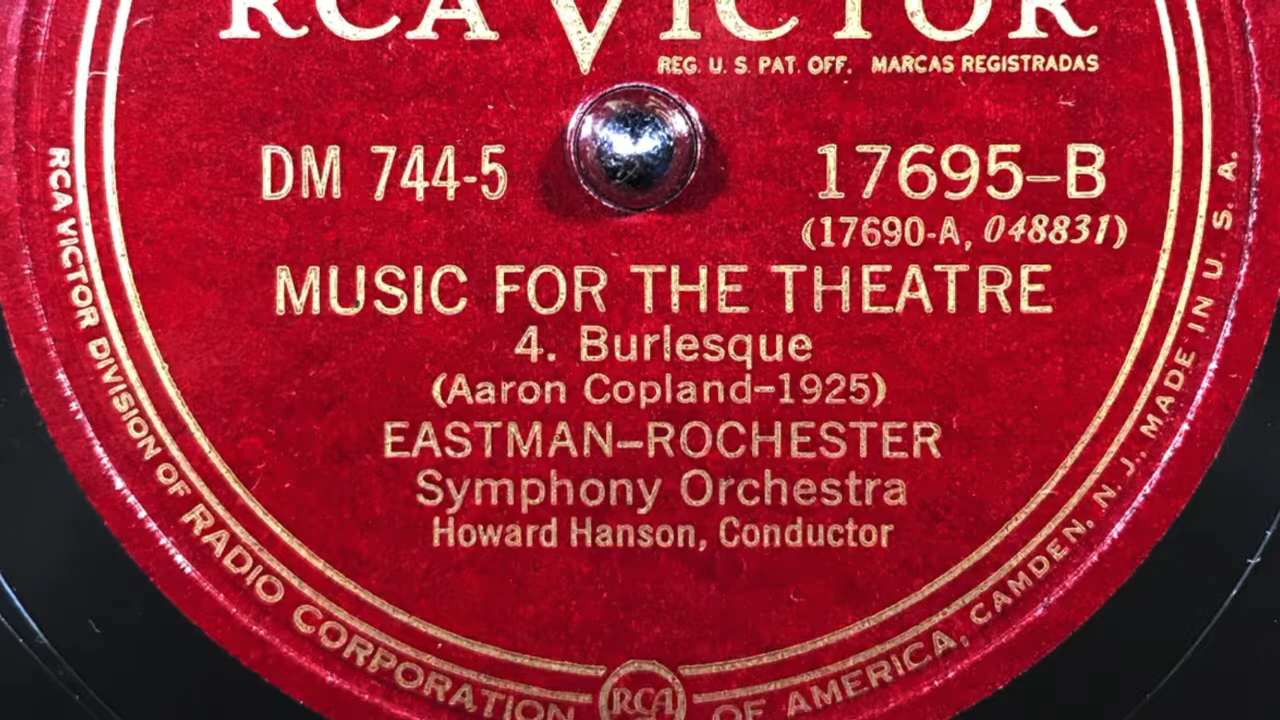 RCA VICTOR
REG. U. S. PAT. OFF. MARCAS REGISTRADAS
DM 744-5
17695-B
(17690-A, 048831)
MUSIC FOR THE THEATRE
4. Burlesque
(Aaron Copland-1925)
EASTMAN-ROCHESTER
Symphony Orchestra
Howard Hanson, Conductor
RCA VICTOR DIVISION OF RADIO CORPORATION OF AMERICA, CAMDEN, N. J., MADE IN U. S. A.
RCA